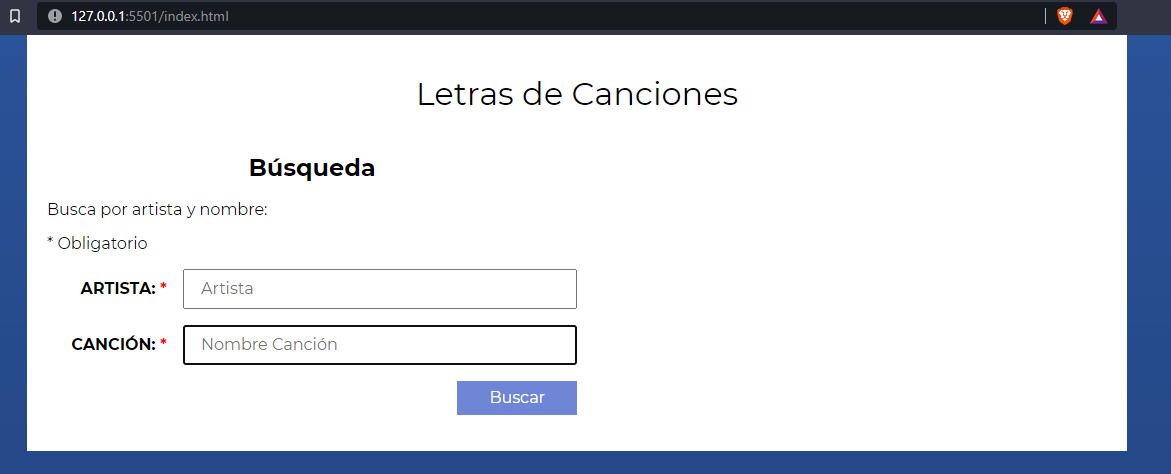 127.0.0.1:5501/index.html
Letras de Canciones
Búsqueda
Busca por artista y nombre:
* Obligatorio
ARTISTA: * Artista
CANCIÓN: * Nombre Canción
Buscar